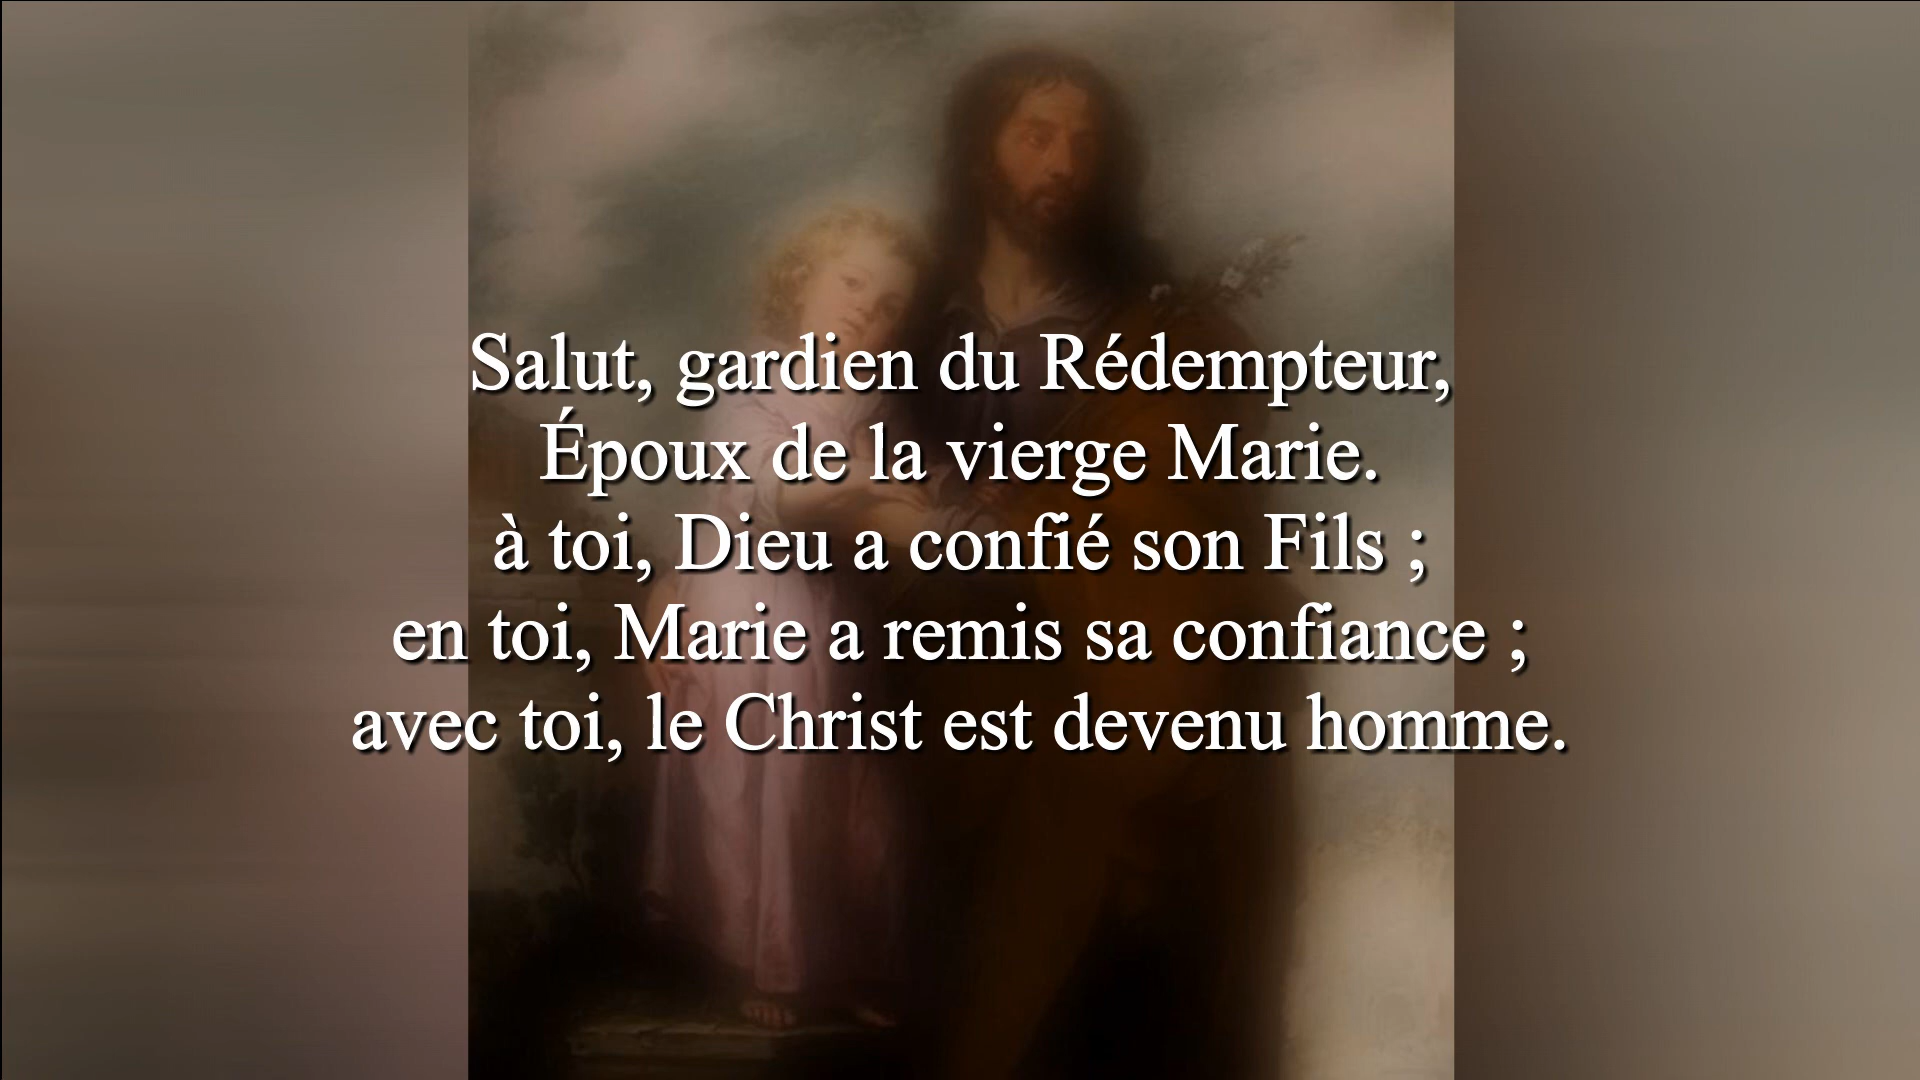 Salut, gardien du Rédempteur,
Époux de la vierge Marie.
à toi, Dieu a confié son Fils ;
en toi, Marie a remis sa confiance ;
avec toi, le Christ est devenu homme.